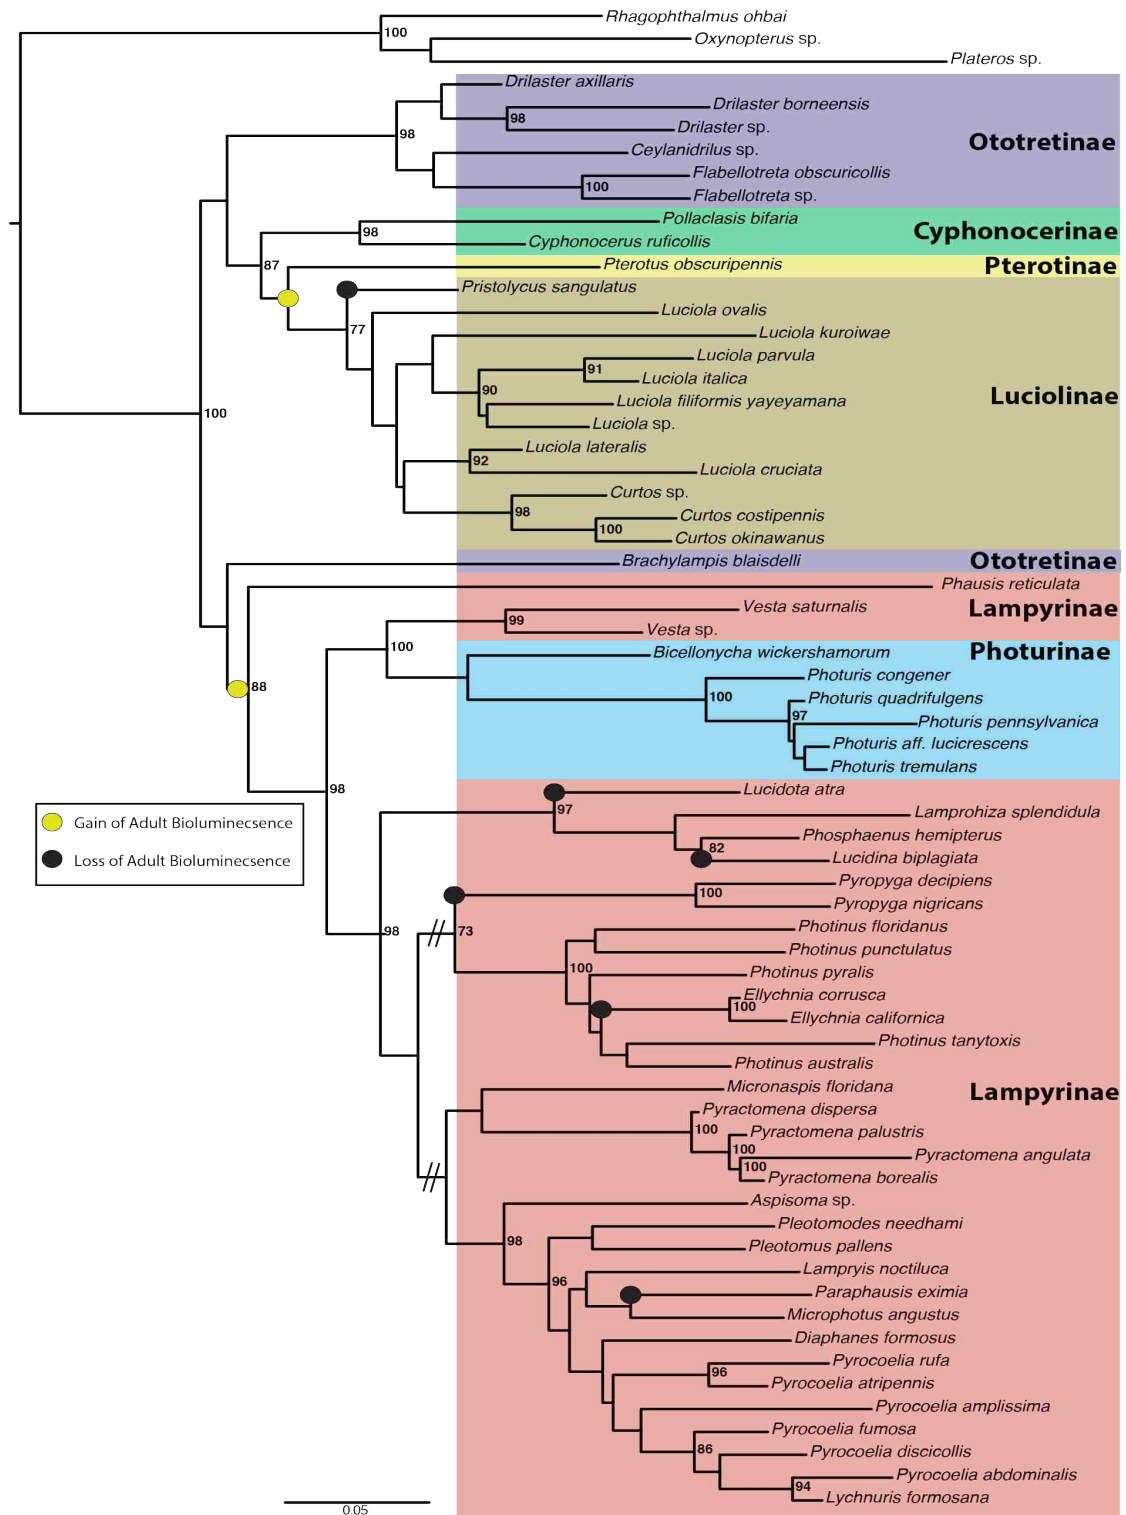 Rhagophthalmus ohbai
100
Oxynopterus sp.
Plateros sp.
Drilaster axillaris
Drilaster borneensis
98
Drilaster sp.
98
Ototretinae
Ceylanidrilus sp.
Flabellotreta obscuricollis
100
Flabellotreta sp.
Pollaclasis bifaria
98
Cyphonocerinae
Cyphonocerus ruficollis
87
Pterotus obscuripennis
Pterotinae
Pristolycus sangulatus
Luciola ovalis
77
Luciola kuroiwae
Luciola parvula
91
Luciola italica
90
Luciolinae
Luciola filiformis yayeyamana
100
Luciola sp.
Luciola lateralis
92
Luciola cruciata
Curtos sp.
98
Curtos costipennis
100
Curtos okinawanus
Brachylampis blaisdelli
Ototretinae
Phausis reticulata
Vesta saturnalis
Lampyrinae
99
Vesta sp.
100
Bicellonycha wickershamorum
Photurinae
Photuris congener
88
100
Photuris quadrifulgens
97
Photuris pennsylvanica
Photuris aff. lucicrescens
Photuris tremulans
98
Lucidota atra
97
Lamprohiza splendidula
Gain of Adult Bioluminecsence
Phosphaenus hemipterus
82
Loss of Adult Bioluminecsence
Lucidina biplagiata
Pyropyga decipiens
100
Pyropyga nigricans
Photinus floridanus
98
73
Photinus punctulatus
100
Photinus pyralis
Ellychnia corrusca
100
Ellychnia californica
Photinus tanytoxis
Photinus australis
Micronaspis floridana
Lampyrinae
Pyractomena dispersa
100
Pyractomena palustris
100
Pyractomena angulata
100
Pyractomena borealis
Aspisoma sp.
Pleotomodes needhami
98
Pleotomus pallens
Lampryis noctiluca
96
Paraphausis eximia
Microphotus angustus
Diaphanes formosus
Pyrocoelia rufa
96
Pyrocoelia atripennis
Pyrocoelia amplissima
Pyrocoelia fumosa
86
Pyrocoelia discicollis
Pyrocoelia abdominalis
94
Lychnuris formosana
0.05